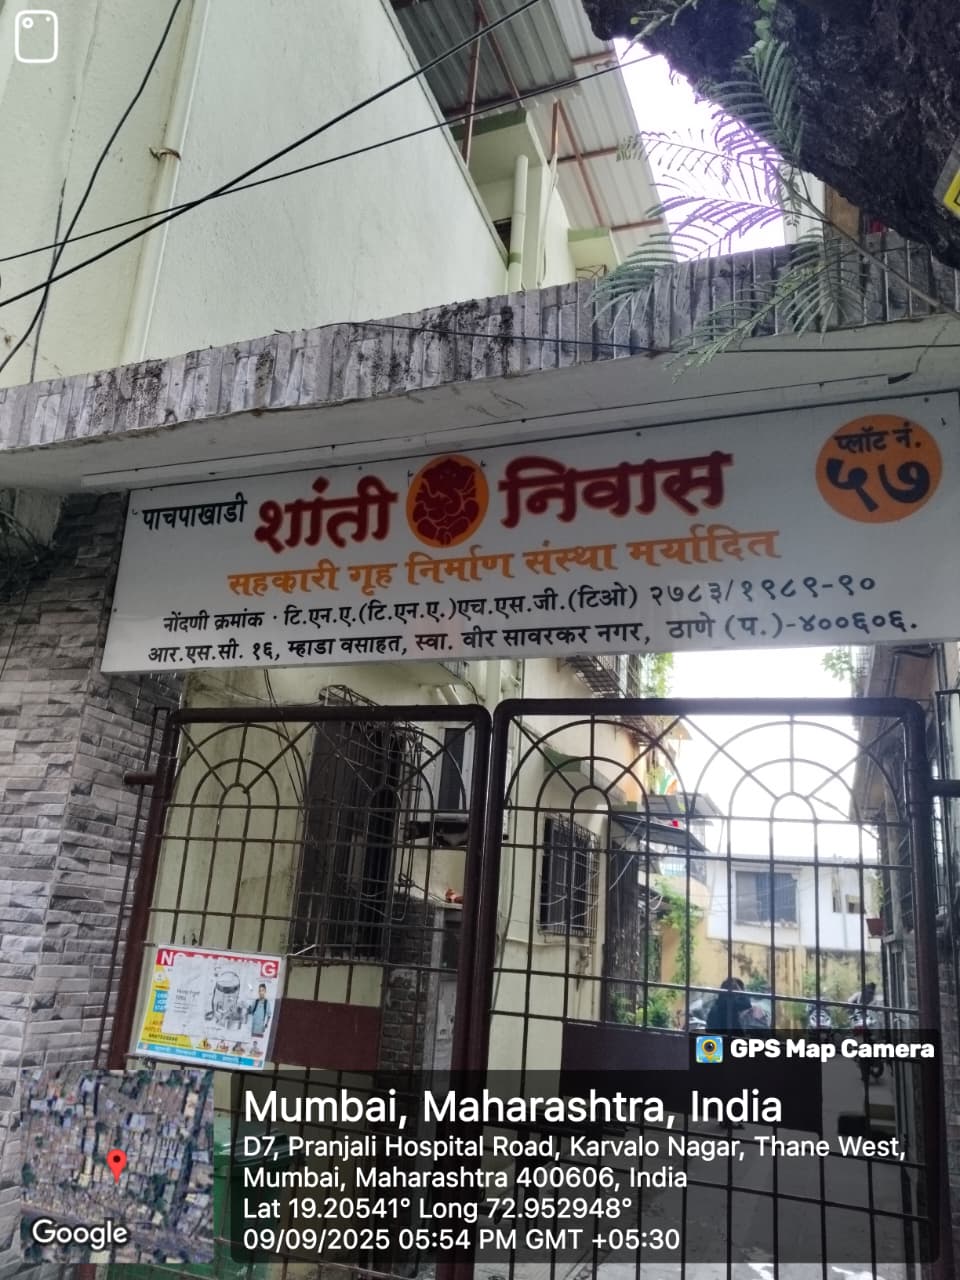 पाचपाखाडी शांती निवास
प्लॉट नं.
५७
सहकारी गृह निर्माण संस्था मर्यादित
नोंदणी क्रमांक · टि.एन.ए.(टि.एन.ए.)एच.एस.जी.(टिओ) २७८३/१९८९-९०
आर.एस.सी. १६, म्हाडा वसाहत, स्वा. वीर सावरकर नगर, ठाणे (प.)-४००६०६.
NO PARKING
GPS Map Camera
Google
Mumbai, Maharashtra, India
D7, Pranjali Hospital Road, Karvalo Nagar, Thane West,
Mumbai, Maharashtra 400606, India
Lat 19.20541° Long 72.952948°
09/09/2025 05:54 PM GMT +05:30